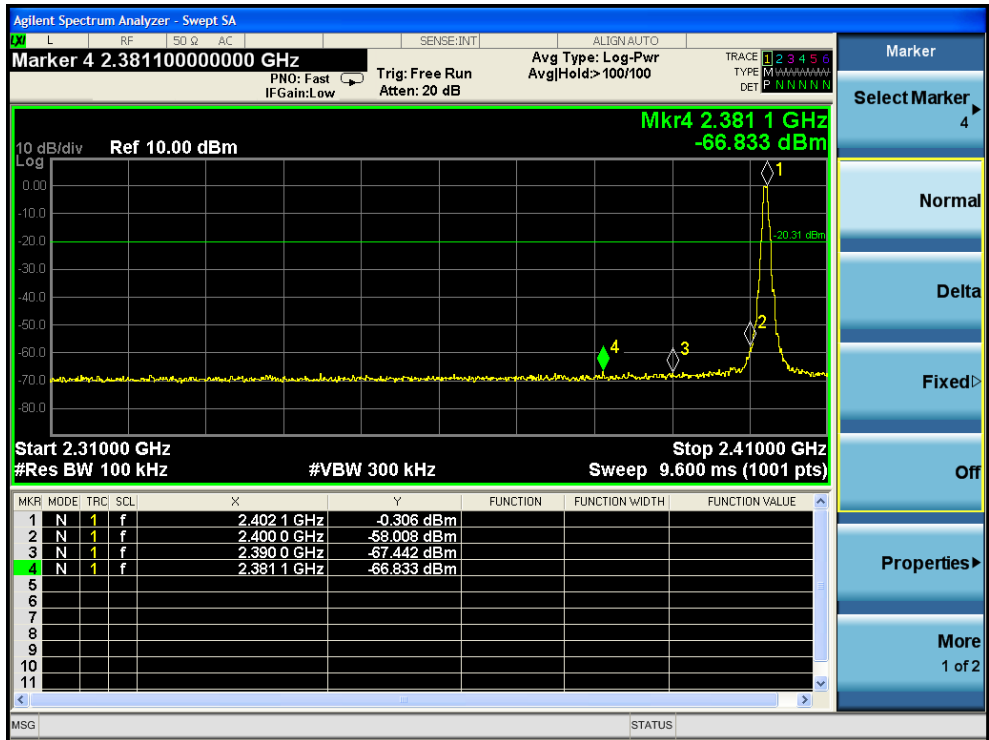 Agilent Spectrum Analyzer - Swept SA
LXI L RF 50 Ω AC SENSE:INT ALIGN AUTO
Marker 4 2.381100000000 GHz
PNO: Fast
IFGain:Low
Trig: Free Run
Atten: 20 dB
Avg Type: Log-Pwr
Avg|Hold:> 100/100
TRACE 1 2 3 4 5 6
TYPE M WWWWW
DET P N N N N N
Mkr4 2.381 1 GHz
-66.833 dBm
10 dB/div Ref 10.00 dBm
Log
0.00
-10.0
-20.0
-30.0
-40.0
-50.0
-60.0
-70.0
-80.0
1
-20.31 dBm
2
3
4
Start 2.31000 GHz Stop 2.41000 GHz
#Res BW 100 kHz #VBW 300 kHz Sweep 9.600 ms (1001 pts)
MKR MODE TRC SCL X Y FUNCTION FUNCTION WIDTH FUNCTION VALUE
1 N 1 f 2.402 1 GHz -0.306 dBm
2 N 1 f 2.400 0 GHz -58.008 dBm
3 N 1 f 2.390 0 GHz -67.442 dBm
4 N 1 f 2.381 1 GHz -66.833 dBm
5
6
7
8
9
10
11
MSG STATUS
Marker
Select Marker
4
Normal
Delta
Fixed
Off
Properties
More
1 of 2